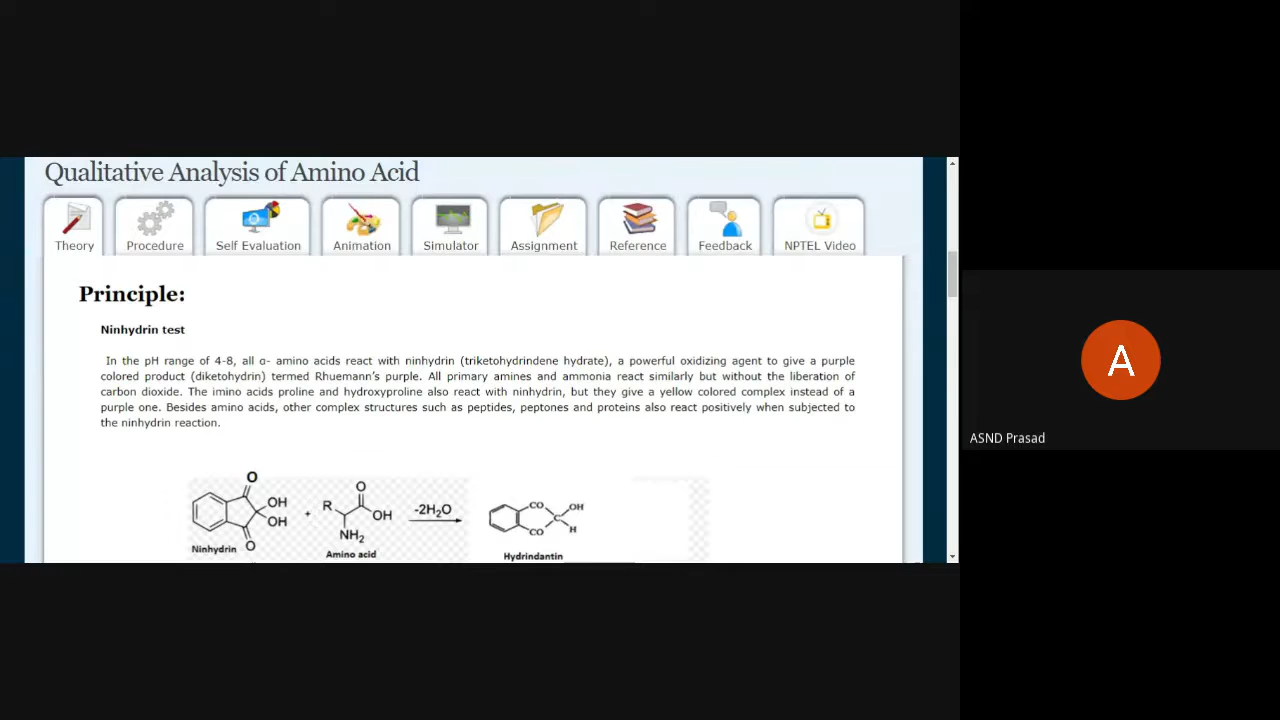 Qualitative Analysis of Amino Acid
Theory
Procedure
Self Evaluation
Animation
Simulator
Assignment
Reference
Feedback
NPTEL Video
Principle:
Ninhydrin test
In the pH range of 4-8, all α- amino acids react with ninhydrin (triketohydrindene hydrate), a powerful oxidizing agent to give a purple
colored product (diketohydrin) termed Rhuemann's purple. All primary amines and ammonia react similarly but without the liberation of
carbon dioxide. The imino acids proline and hydroxyproline also react with ninhydrin, but they give a yellow colored complex instead of a
purple one. Besides amino acids, other complex structures such as peptides, peptones and proteins also react positively when subjected to
the ninhydrin reaction.
O
OH
OH
O
Ninhydrin
+
R
O
OH
NH₂
Amino acid
-2H₂O
CO
OH
C
CO
H
Hydrindantin
A
ASND Prasad